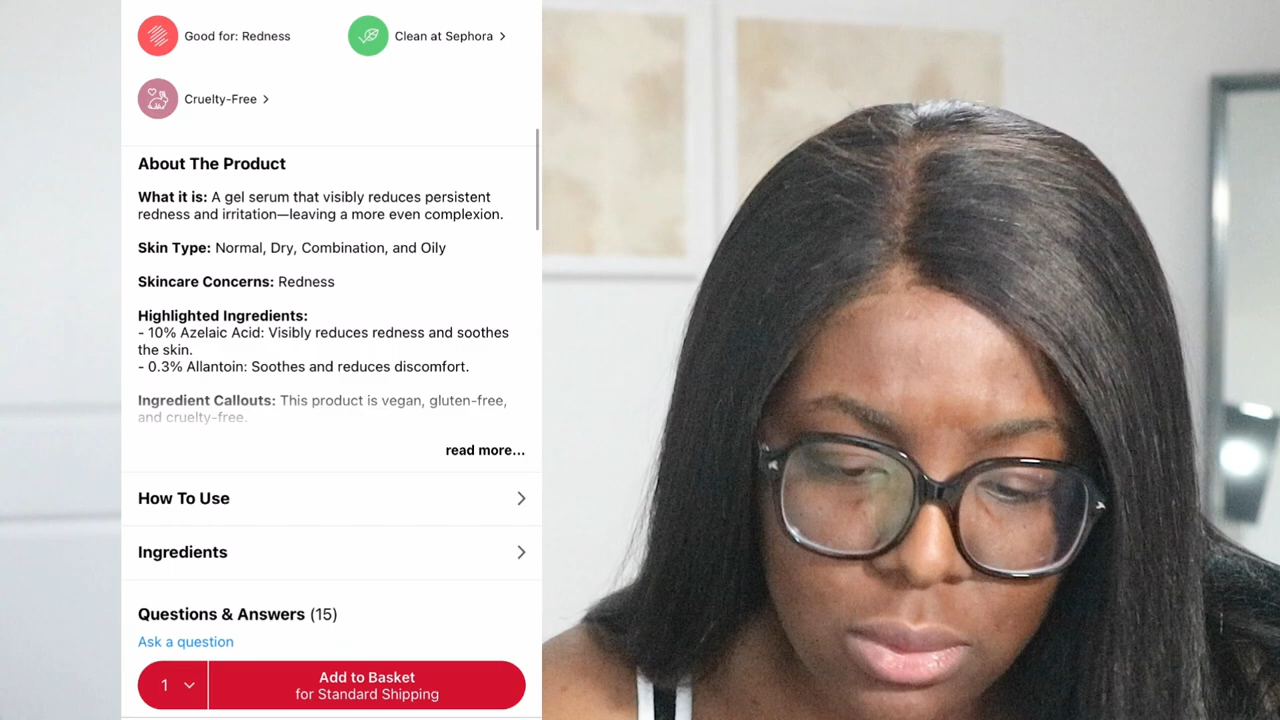 Good for: Redness
Clean at Sephora
Cruelty-Free
About The Product
What it is: A gel serum that visibly reduces persistent
redness and irritation—leaving a more even complexion.
Skin Type: Normal, Dry, Combination, and Oily
Skincare Concerns: Redness
Highlighted Ingredients:
- 10% Azelaic Acid: Visibly reduces redness and soothes
the skin.
- 0.3% Allantoin: Soothes and reduces discomfort.
Ingredient Callouts: This product is vegan, gluten-free,
and cruelty-free.
read more...
How To Use
Ingredients
Questions & Answers (15)
Ask a question
1
Add to Basket
for Standard Shipping